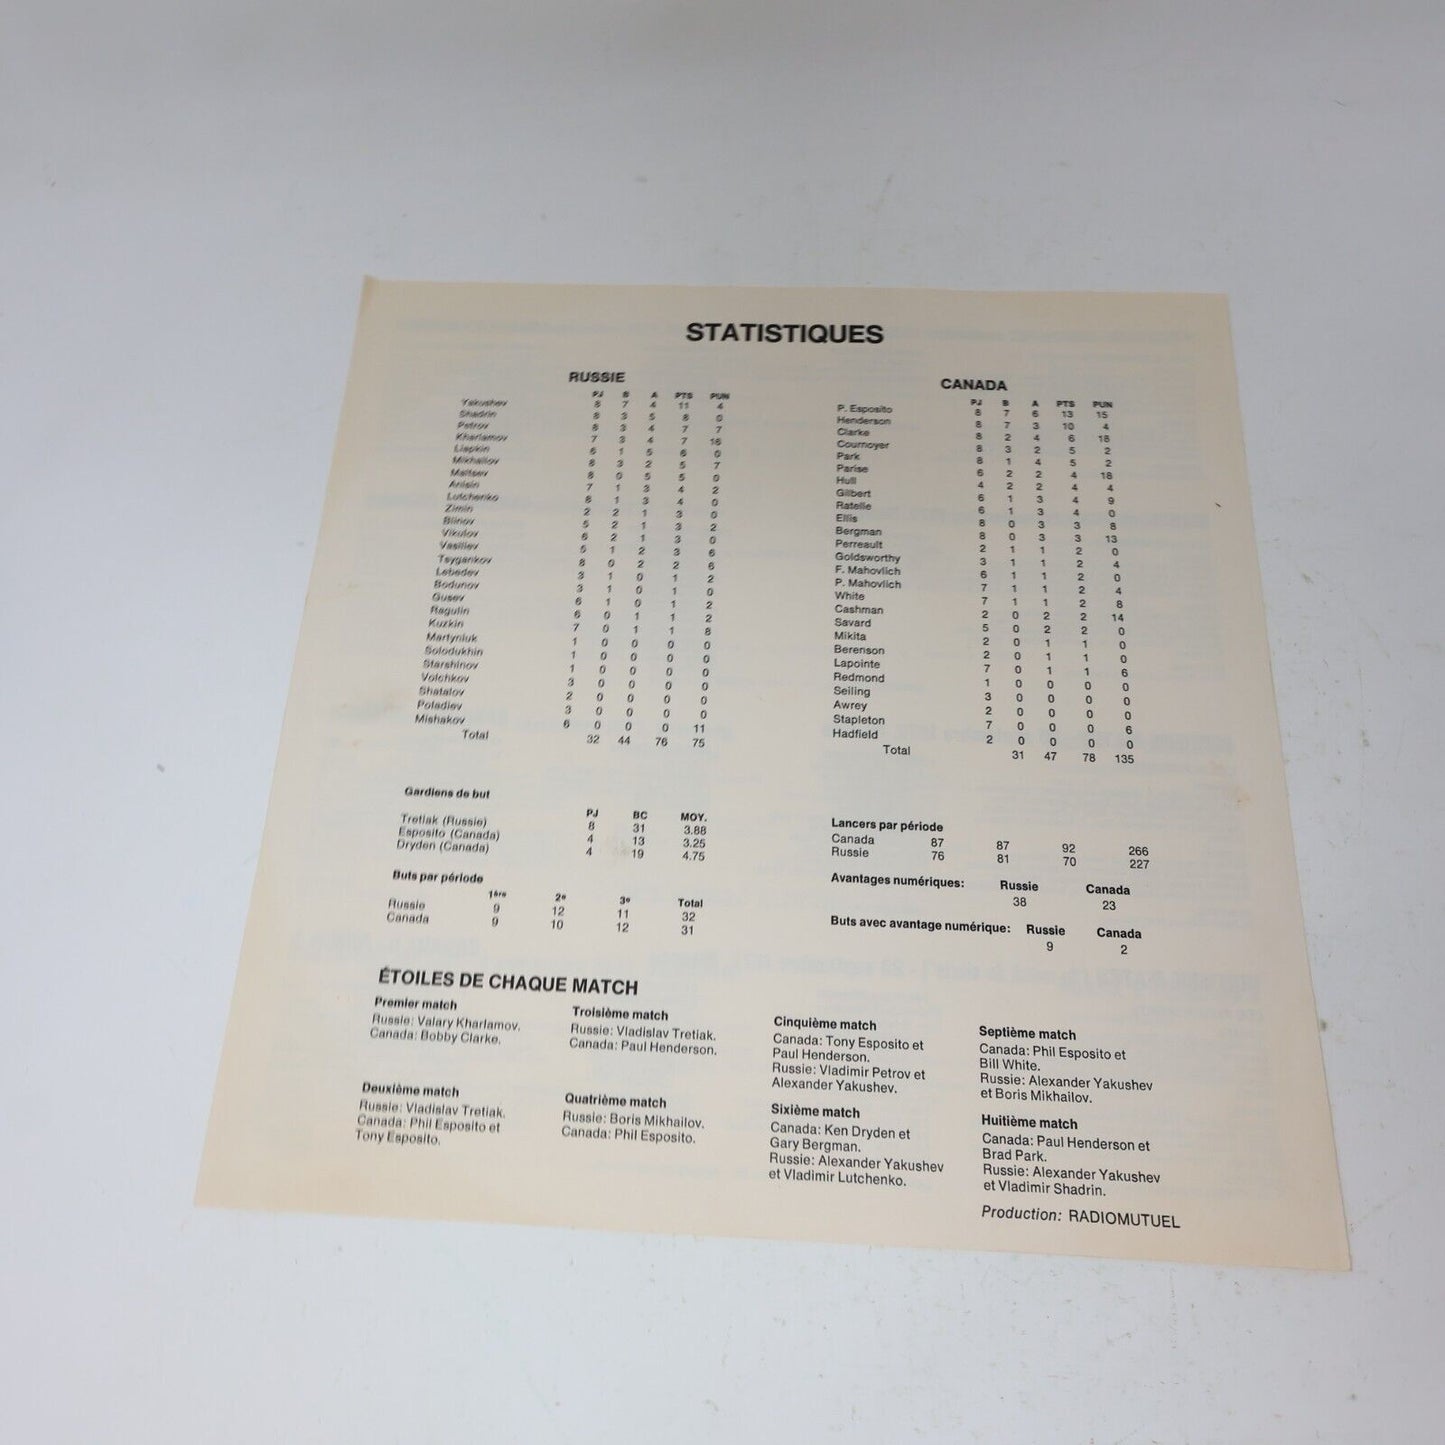 STATISTIQUES
RUSSIE
PJ B A PTS PUN
Yakushev 8 7 4 11 4
Shadrin 8 3 5 8 0
Petrov 8 3 4 7 7
Kharlamov 7 3 4 7 16
Liapkin 6 1 5 6 0
Mikhailov 8 3 2 5 7
Maltsev 8 0 5 5 0
Anisin 7 1 3 4 2
Lutchenko 8 1 3 4 0
Zimin 2 2 1 3 0
Blinov 5 2 1 3 2
Vikulov 6 2 1 3 0
Vasiliev 5 1 2 3 6
Tsygankov 8 0 2 2 6
Lebedev 3 1 0 1 2
Bodunov 3 1 0 1 0
Gusev 6 1 0 1 2
Ragulin 6 0 1 1 2
Kuzkin 7 0 1 1 8
Martyniuk 1 0 0 0 0
Solodukhin 1 0 0 0 0
Starshinov 1 0 0 0 0
Volchkov 3 0 0 0 0
Shatalov 2 0 0 0 0
Poladiev 3 0 0 0 0
Mishakov 6 0 0 0 11
Total 32 44 76 75
CANADA
PJ B A PTS PUN
P. Esposito 8 7 6 13 15
Henderson 8 7 3 10 4
Clarke 8 2 4 6 18
Cournoyer 8 3 2 5 2
Park 8 1 4 5 2
Parise 6 2 2 4 18
Hull 4 2 2 4 4
Gilbert 6 1 3 4 9
Ratelle 6 1 3 4 0
Ellis 8 0 3 3 8
Bergman 8 0 3 3 13
Perreault 2 1 1 2 0
Goldsworthy 3 1 1 2 4
F. Mahovlich 6 1 1 2 0
P. Mahovlich 7 1 1 2 4
White 7 1 1 2 8
Cashman 2 0 2 2 14
Savard 5 0 2 2 0
Mikita 2 0 1 1 0
Berenson 2 0 1 1 0
Lapointe 7 0 1 1 6
Redmond 1 0 0 0 0
Seiling 3 0 0 0 0
Awrey 2 0 0 0 0
Stapleton 7 0 0 0 6
Hadfield 2 0 0 0 0
Total 31 47 78 135
Gardiens de but
PJ BC MOY.
Tretiak (Russie) 8 31 3.88
Esposito (Canada) 4 13 3.25
Dryden (Canada) 4 19 4.75
Buts par période
1ère 2e 3e Total
Russie 9 12 11 32
Canada 9 10 12 31
Lancers par période
Canada 87 87 92 266
Russie 76 81 70 227
Avantages numériques: Russie Canada
38 23
Buts avec avantage numérique: Russie Canada
9 2
ÉTOILES DE CHAQUE MATCH
Premier match
Russie: Valary Kharlamov.
Canada: Bobby Clarke.
Deuxième match
Russie: Vladislav Tretiak.
Canada: Phil Esposito et
Tony Esposito.
Troisième match
Russie: Vladislav Tretiak.
Canada: Paul Henderson.
Quatrième match
Russie: Boris Mikhailov.
Canada: Phil Esposito.
Cinquième match
Canada: Tony Esposito et
Paul Henderson.
Russie: Vladimir Petrov et
Alexander Yakushev.
Sixième match
Canada: Ken Dryden et
Gary Bergman.
Russie: Alexander Yakushev
et Vladimir Lutchenko.
Septième match
Canada: Phil Esposito et
Bill White.
Russie: Alexander Yakushev
et Boris Mikhailov.
Huitième match
Canada: Paul Henderson et
Brad Park.
Russie: Alexander Yakushev
et Vladimir Shadrin.
Production: RADIOMUTUEL